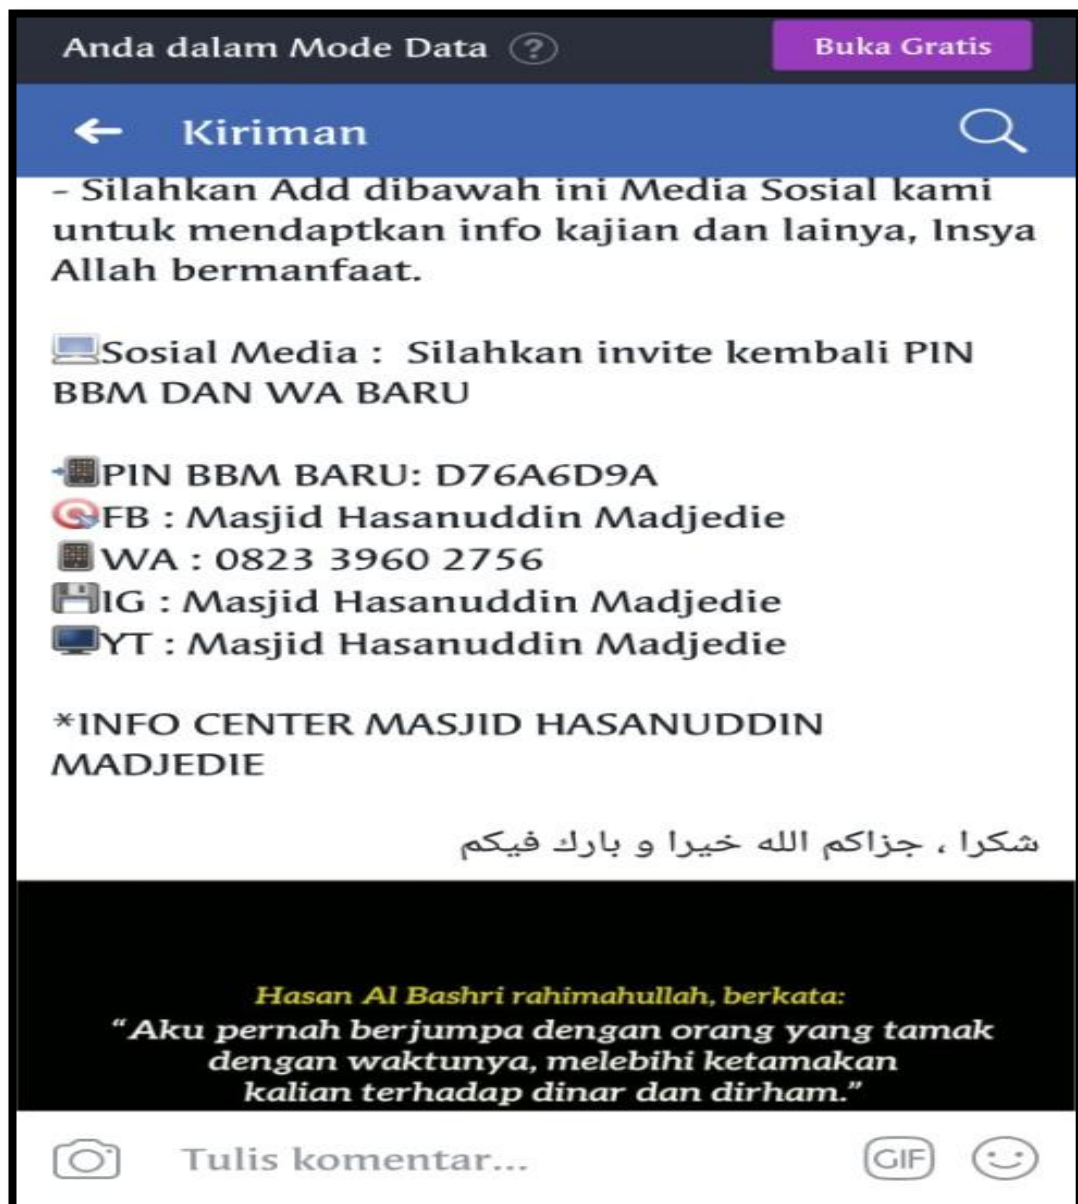 Anda dalam Mode Data ?
Buka Gratis
Kiriman
- Silahkan Add dibawah ini Media Sosial kami
untuk mendaptkan info kajian dan lainya, Insya
Allah bermanfaat.
Sosial Media : Silahkan invite kembali PIN
BBM DAN WA BARU
PIN BBM BARU: D76A6D9A
FB : Masjid Hasanuddin Madjedie
WA : 0823 3960 2756
IG : Masjid Hasanuddin Madjedie
YT : Masjid Hasanuddin Madjedie
*INFO CENTER MASJID HASANUDDIN
MADJEDIE
شكرا ، جزاكم الله خيرا و بارك فيكم
Hasan Al Bashri rahimahullah, berkata:
"Aku pernah berjumpa dengan orang yang tamak
dengan waktunya, melebihi ketamakan
kalian terhadap dinar dan dirham."
Tulis komentar...
GIF